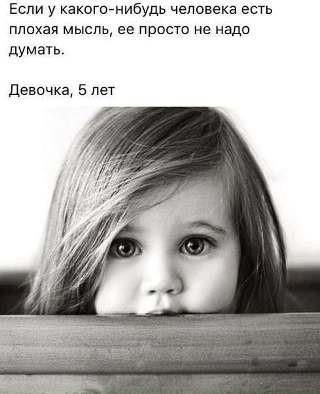 Если у какого-нибудь человека есть
плохая мысль, ее просто не надо
думать.
Девочка, 5 лет